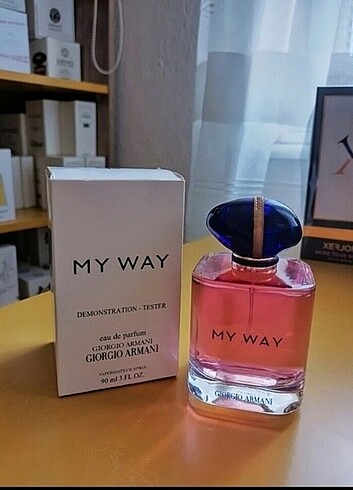 MY WAY
DEMONSTRATION - TESTER
eau de parfum
GIORGIO ARMANI
GIORGIO ARMANI
VAPORISATEUR SPRAY
90 ml 3 FL.OZ.
MY WAY
GIORGIO ARMANI
XERJOF